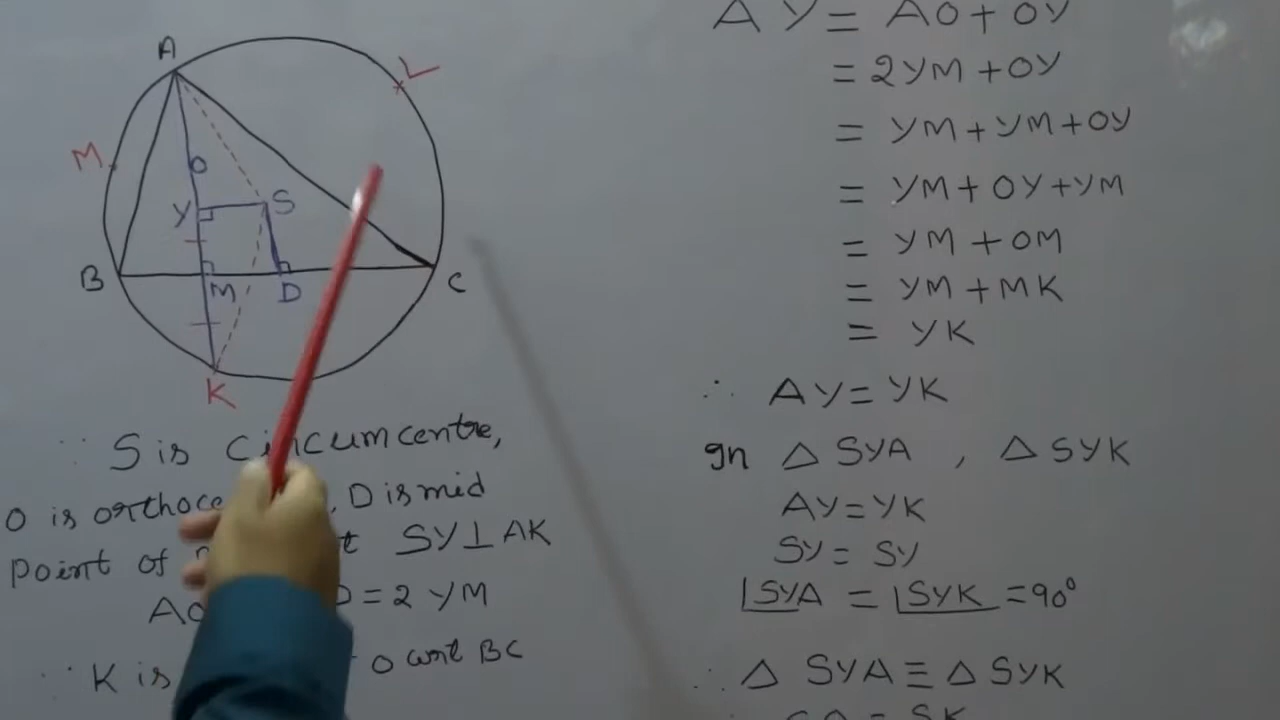 A
L
M
O
Y
S
B
M
D
C
K
∵ S is Circumcentre,
O is , D is mid
Point of SY⊥AK
= 2 YM
∵ K is O wrt BC
AY = AO + OY
= 2YM + OY
= YM + YM + OY
= YM + OY + YM
= YM + OM
= YM + MK
= YK
∴ AY = YK
In △ SYA , △ SYK
AY = YK
SY = SY
∠SYA = ∠SYK = 90°
∴ △ SYA ≡ △ SYK
= SK